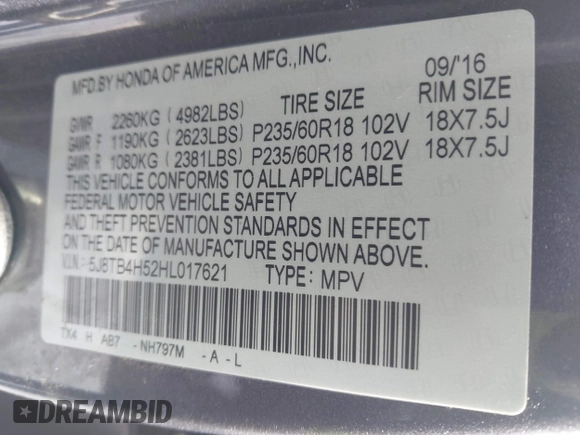 MFD.BY HONDA OF AMERICA MFG.,INC. 09/'16
GVWR 2260KG ( 4982LBS) TIRE SIZE RIM SIZE
GAWR F 1190KG ( 2623LBS) P235/60R18 102V 18X7.5J
GAWR R 1080KG ( 2381LBS) P235/60R18 102V 18X7.5J
THIS VEHICLE CONFORMS TO ALL APPLICABLE
FEDERAL MOTOR VEHICLE SAFETY
AND THEFT PREVENTION STANDARDS IN EFFECT
ON THE DATE OF MANUFACTURE SHOWN ABOVE.
V.I.N.: 5J8TB4H52HL017621 TYPE: MPV
TX4 H AB7 - NH797M - A - L
DREAMBID